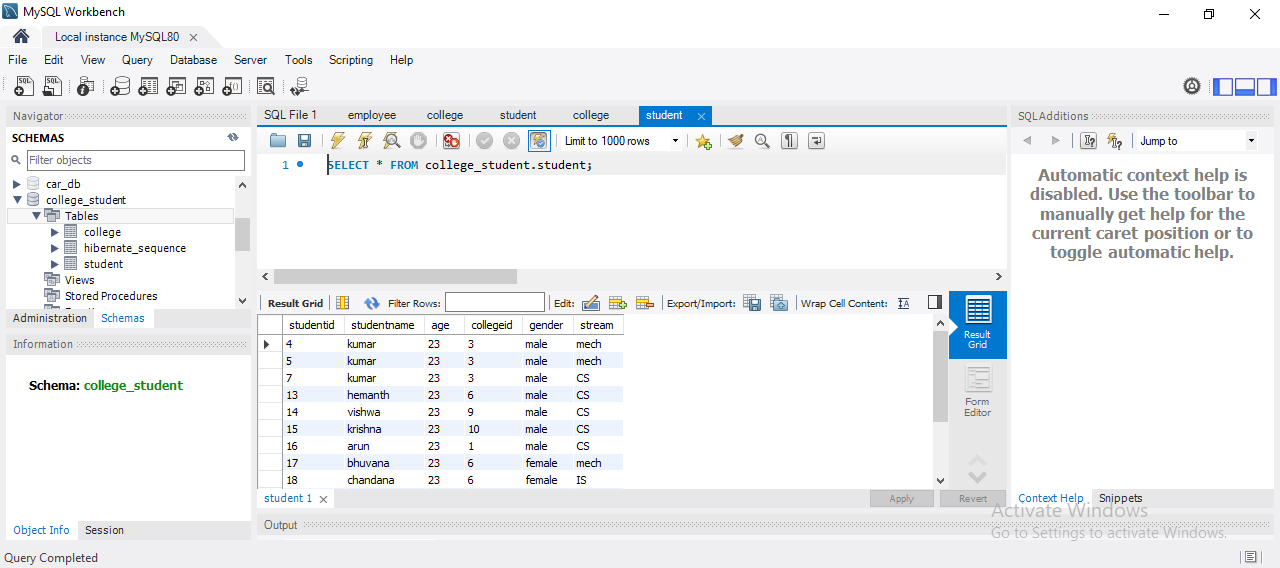 MySQL Workbench
Local instance MySQL80
File Edit View Query Database Server Tools Scripting Help
Navigator
SCHEMAS
Filter objects
car_db
college_student
Tables
college
hibernate_sequence
student
Views
Stored Procedures
Administration Schemas
Information
Schema: college_student
Object Info Session
SQL File 1 employee college student college student
Limit to 1000 rows
1 SELECT * FROM college_student.student;
Result Grid Filter Rows: Edit: Export/Import: Wrap Cell Content:
studentid studentname age collegeid gender stream
4 kumar 23 3 male mech
5 kumar 23 3 male mech
7 kumar 23 3 male CS
13 hemanth 23 6 male CS
14 vishwa 23 9 male CS
15 krishna 23 10 male CS
16 arun 23 1 male CS
17 bhuvana 23 6 female mech
18 chandana 23 6 female IS
Result
Grid
Form
Editor
student 1 Apply Revert
Output
SQLAdditions
Jump to
Automatic context help is
disabled. Use the toolbar to
manually get help for the
current caret position or to
toggle automatic help.
Context Help Snippets
Activate Windows
Go to Settings to activate Windows.
Query Completed